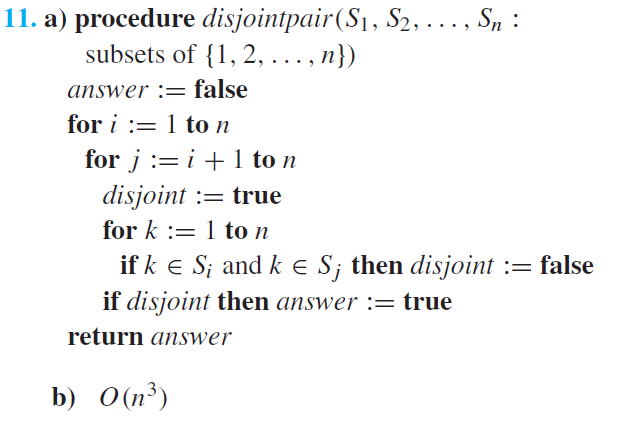 11. a) procedure disjointpair(S₁, S₂, . . . , Sₙ :
subsets of {1, 2, . . . , n})
answer := false
for i := 1 to n
for j := i + 1 to n
disjoint := true
for k := 1 to n
if k ∈ Sᵢ and k ∈ Sⱼ then disjoint := false
if disjoint then answer := true
return answer
b) O(n³)